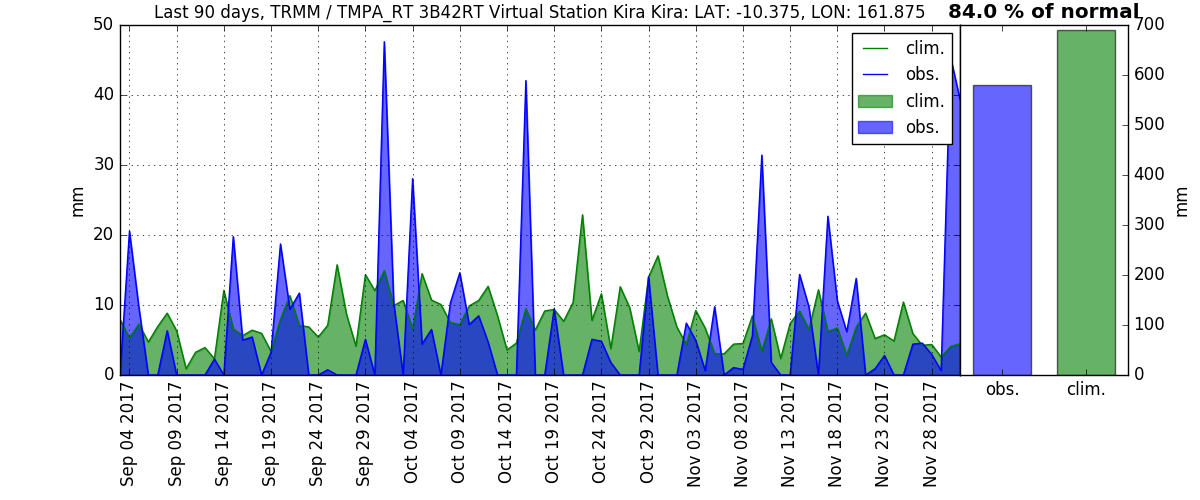 Last 90 days, TRMM / TMPA_RT 3B42RT Virtual Station Kira Kira: LAT: -10.375, LON: 161.875
84.0 % of normal
50
40
30
20
10
0
mm
clim.
obs.
clim.
obs.
700
600
500
400
300
200
100
0
mm
Sep 04 2017
Sep 09 2017
Sep 14 2017
Sep 19 2017
Sep 24 2017
Sep 29 2017
Oct 04 2017
Oct 09 2017
Oct 14 2017
Oct 19 2017
Oct 24 2017
Oct 29 2017
Nov 03 2017
Nov 08 2017
Nov 13 2017
Nov 18 2017
Nov 23 2017
Nov 28 2017
obs.
clim.